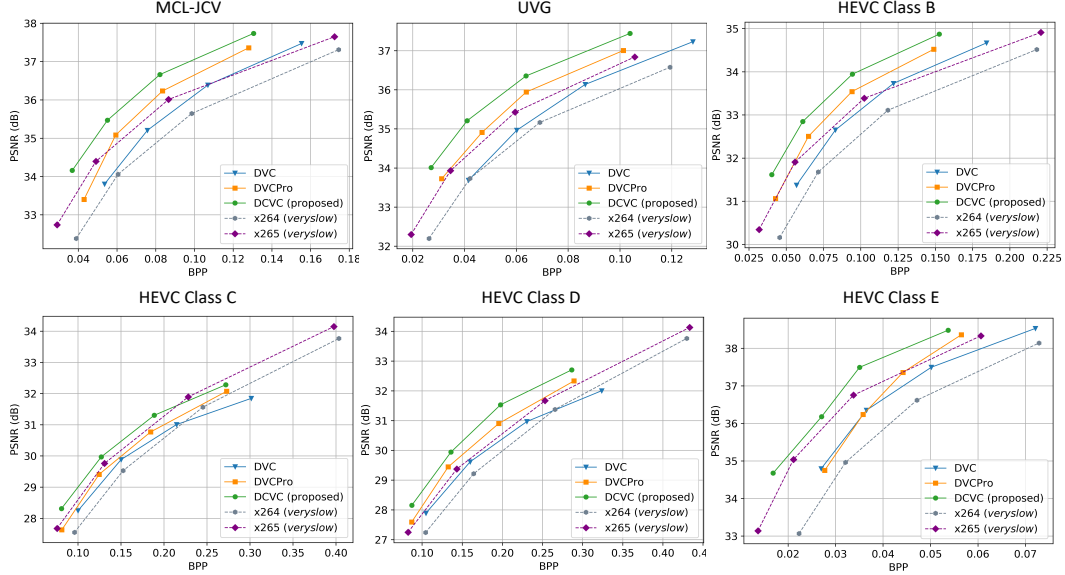 MCL-JCV
38
37
36
35
34
33
PSNR (dB)
0.04 0.06 0.08 0.10 0.12 0.14 0.16 0.18
BPP
DVC
DVCPro
DCVC (proposed)
x264 (veryslow)
x265 (veryslow)
UVG
37
36
35
34
33
32
PSNR (dB)
0.02 0.04 0.06 0.08 0.10 0.12
BPP
DVC
DVCPro
DCVC (proposed)
x264 (veryslow)
x265 (veryslow)
HEVC Class B
35
34
33
32
31
30
PSNR (dB)
0.025 0.050 0.075 0.100 0.125 0.150 0.175 0.200 0.225
BPP
DVC
DVCPro
DCVC (proposed)
x264 (veryslow)
x265 (veryslow)
HEVC Class C
34
33
32
31
30
29
28
PSNR (dB)
0.10 0.15 0.20 0.25 0.30 0.35 0.40
BPP
DVC
DVCPro
DCVC (proposed)
x264 (veryslow)
x265 (veryslow)
HEVC Class D
34
33
32
31
30
29
28
27
PSNR (dB)
0.10 0.15 0.20 0.25 0.30 0.35 0.40
BPP
DVC
DVCPro
DCVC (proposed)
x264 (veryslow)
x265 (veryslow)
HEVC Class E
38
37
36
35
34
33
PSNR (dB)
0.02 0.03 0.04 0.05 0.06 0.07
BPP
DVC
DVCPro
DCVC (proposed)
x264 (veryslow)
x265 (veryslow)